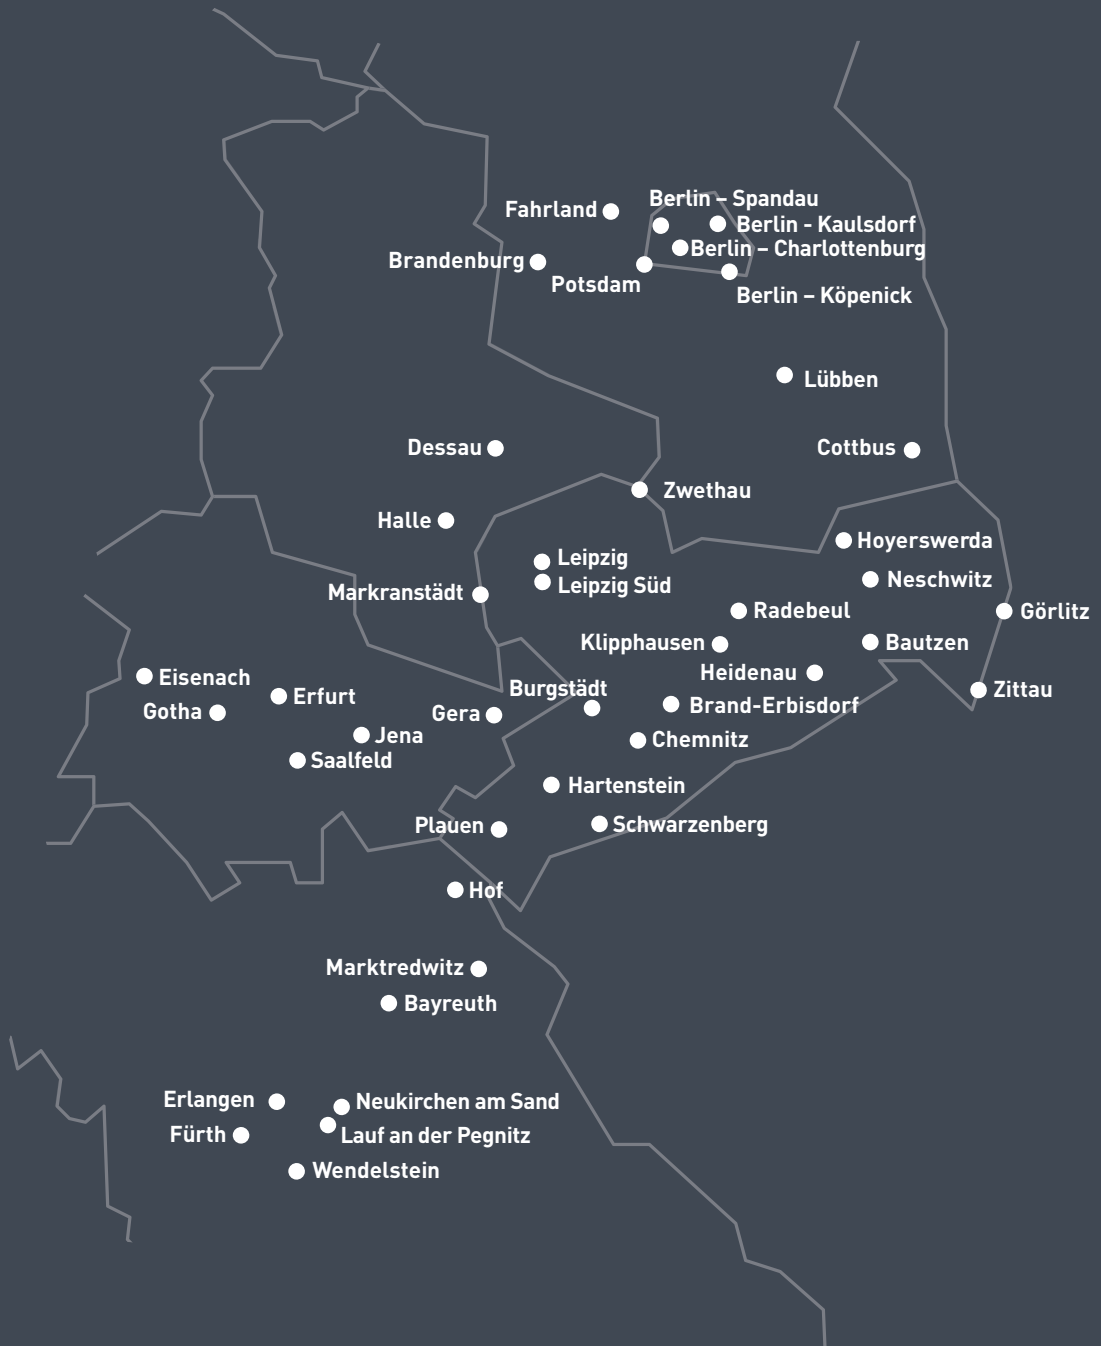 Berlin – Spandau
Fahrland
Berlin - Kaulsdorf
Berlin – Charlottenburg
Brandenburg
Potsdam
Berlin – Köpenick
Lübben
Dessau
Cottbus
Zwethau
Halle
Hoyerswerda
Leipzig
Leipzig Süd
Neschwitz
Markranstädt
Radebeul
Görlitz
Klipphausen
Bautzen
Heidenau
Eisenach
Burgstädt
Zittau
Erfurt
Brand-Erbisdorf
Gotha
Gera
Jena
Chemnitz
Saalfeld
Hartenstein
Plauen
Schwarzenberg
Hof
Marktredwitz
Bayreuth
Erlangen
Neukirchen am Sand
Fürth
Lauf an der Pegnitz
Wendelstein